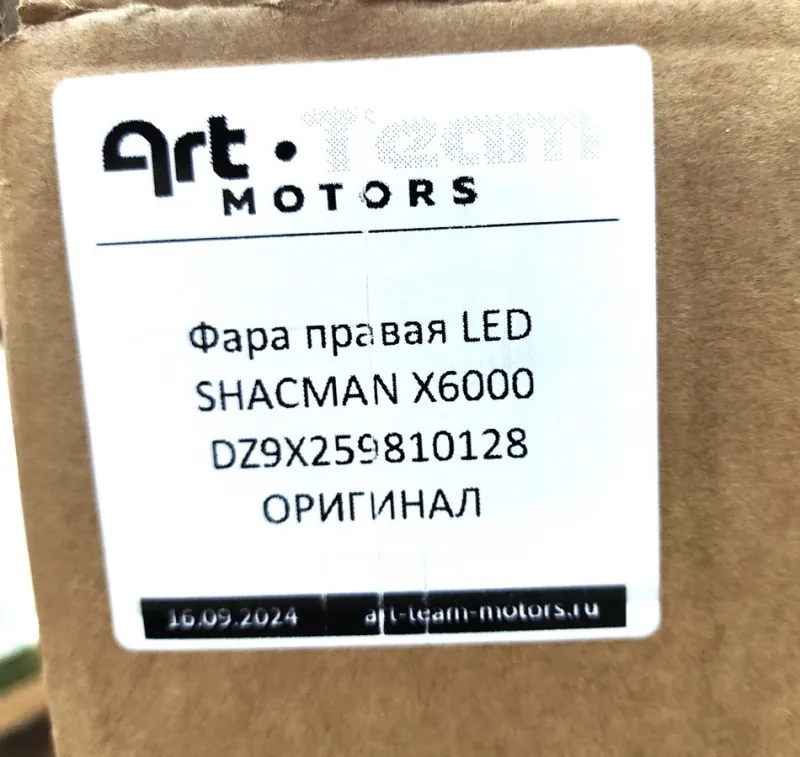 Art • Team
MOTORS
Фара правая LED
SHACMAN X6000
DZ9X259810128
ОРИГИНАЛ
16.09.2024 art-team-motors.ru